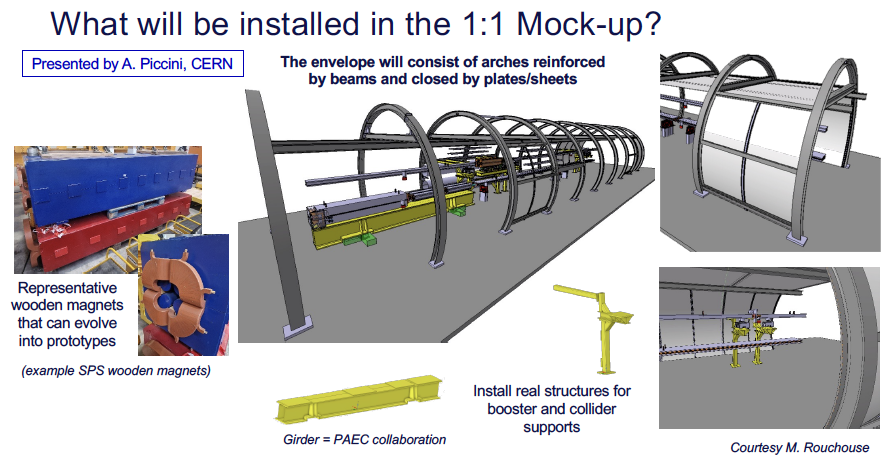 What will be installed in the 1:1 Mock-up?
Presented by A. Piccini, CERN
The envelope will consist of arches reinforced
by beams and closed by plates/sheets
Representative
wooden magnets
that can evolve
into prototypes
(example SPS wooden magnets)
Install real structures for
booster and collider
supports
Girder = PAEC collaboration
Courtesy M. Rouchouse